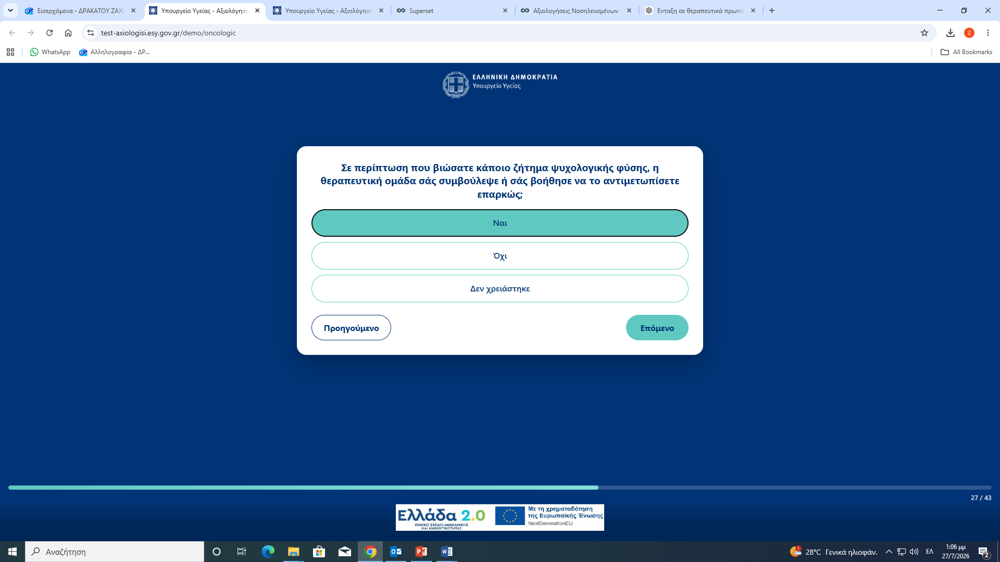 Εισερχόμενα - ΔΡΑΚΑΤΟΥ ΖΑΧΑ
Υπουργείο Υγείας - Αξιολόγηση
Υπουργείο Υγείας - Αξιολόγηση
Superset
Αξιολογήσεις Νοσηλευομένων
Ενταξη σε θεραπευτικά πρωτό
test-axiologisi.esy.gov.gr/demo/oncologic
Z
WhatsApp
Αλληλογραφία - ΔΡ...
All Bookmarks
ΕΛΛΗΝΙΚΗ ΔΗΜΟΚΡΑΤΙΑ
Υπουργείο Υγείας
Σε περίπτωση που βιώσατε κάποιο ζήτημα ψυχολογικής φύσης, η
θεραπευτική ομάδα σάς συμβούλεψε ή σάς βοήθησε να το αντιμετωπίσετε
επαρκώς;
Ναι
Όχι
Δεν χρειάστηκε
Προηγούμενο
Επόμενο
27 / 43
Ελλάδα 2.0
ΕΘΝΙΚΟ ΣΧΕΔΙΟ ΑΝΑΚΑΜΨΗΣ
ΚΑΙ ΑΝΘΕΚΤΙΚΟΤΗΤΑΣ
Με τη χρηματοδότηση
της Ευρωπαϊκής Ένωσης
NextGenerationEU
Αναζήτηση
1
28°C Γενικά ηλιοφάν.
ΕΛ
1:06 μμ
27/7/2026
2